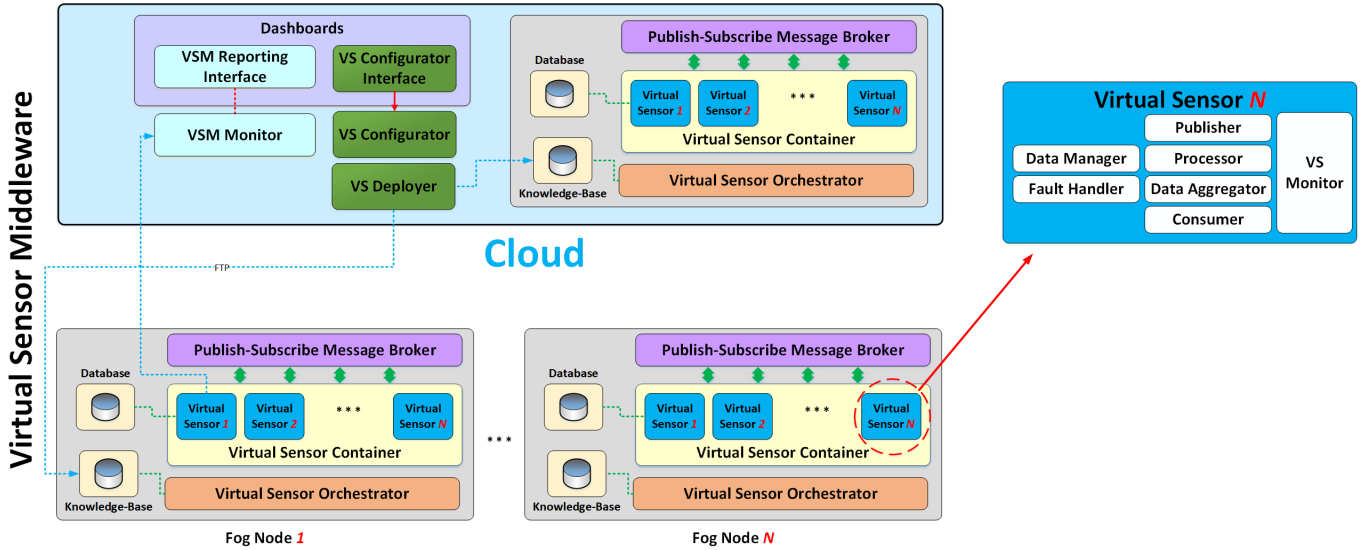 Virtual Sensor Middleware
Dashboards
VSM Reporting
Interface
VS Configurator
Interface
VSM Monitor
VS Configurator
VS Deployer
Publish-Subscribe Message Broker
Database
Virtual
Sensor 1
Virtual
Sensor 2
***
Virtual
Sensor N
Virtual Sensor Container
Knowledge-Base
Virtual Sensor Orchestrator
Cloud
FTP
Virtual Sensor N
Publisher
Data Manager
Processor
Fault Handler
Data Aggregator
Consumer
VS
Monitor
Publish-Subscribe Message Broker
Database
Virtual
Sensor 1
Virtual
Sensor 2
***
Virtual
Sensor N
Virtual Sensor Container
Knowledge-Base
Virtual Sensor Orchestrator
Fog Node 1
***
Publish-Subscribe Message Broker
Database
Virtual
Sensor 1
Virtual
Sensor 2
***
Virtual
Sensor N
Virtual Sensor Container
Knowledge-Base
Virtual Sensor Orchestrator
Fog Node N